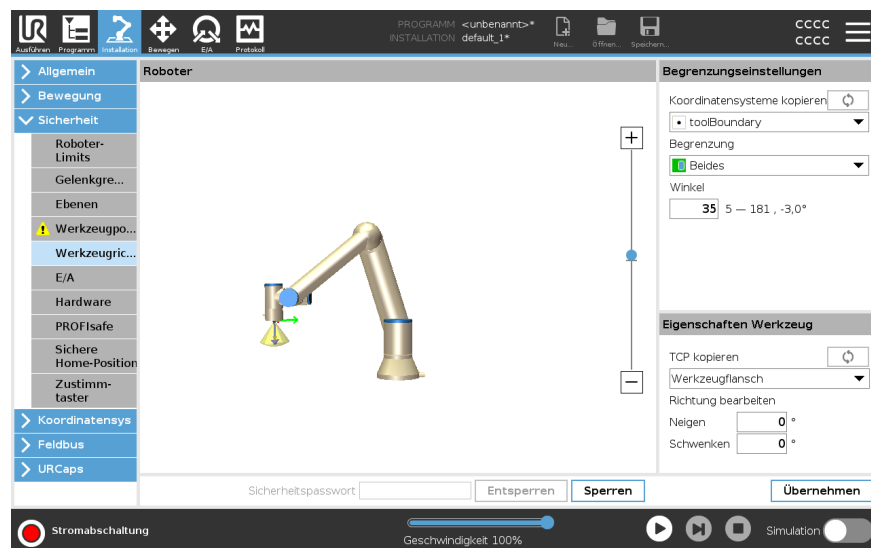 PROGRAMM <unbenannt>*
INSTALLATION default_1*
CCCC
CCCC
Ausführen Programm Installation Bewegen E/A Protokoll
Neu... Öffnen... Speichern...
Allgemein
Bewegung
Sicherheit
Roboter-
Limits
Gelenkgre...
Ebenen
Werkzeugpo...
Werkzeugric...
E/A
Hardware
PROFIsafe
Sichere
Home-Position
Zustimm-
taster
Koordinatensys
Feldbus
URCaps
Roboter
Begrenzungseinstellungen
Koordinatensysteme kopieren
toolBoundary
Begrenzung
Beides
Winkel
35 5 — 181 , -3,0°
Eigenschaften Werkzeug
TCP kopieren
Werkzeugflansch
Richtung bearbeiten
Neigen 0 °
Schwenken 0 °
Sicherheitspasswort Entsperren Sperren Übernehmen
Stromabschaltung
Geschwindigkeit 100%
Simulation